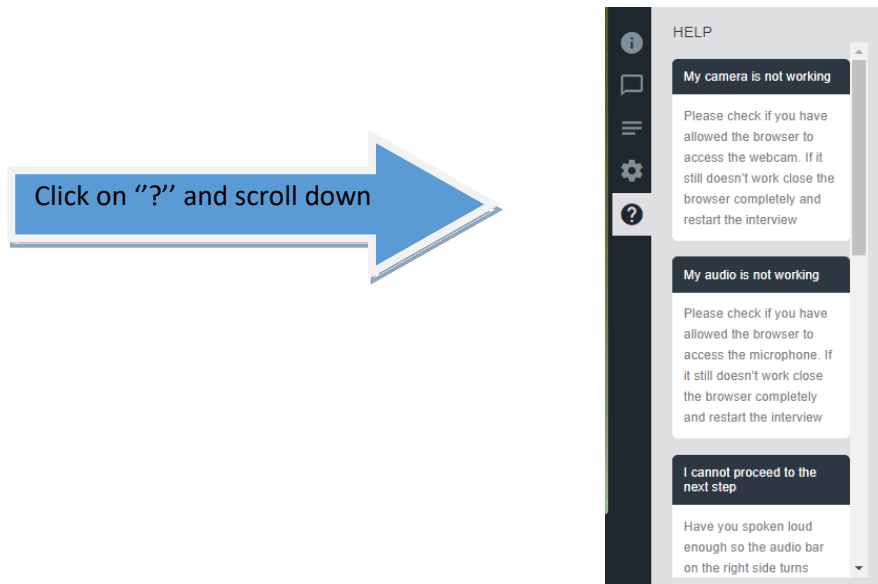 Click on ‘’?’’ and scroll down
HELP
My camera is not working
Please check if you have
allowed the browser to
access the webcam. If it
still doesn't work close the
browser completely and
restart the interview
My audio is not working
Please check if you have
allowed the browser to
access the microphone. If
it still doesn't work close
the browser completely
and restart the interview
I cannot proceed to the
next step
Have you spoken loud
enough so the audio bar
on the right side turns